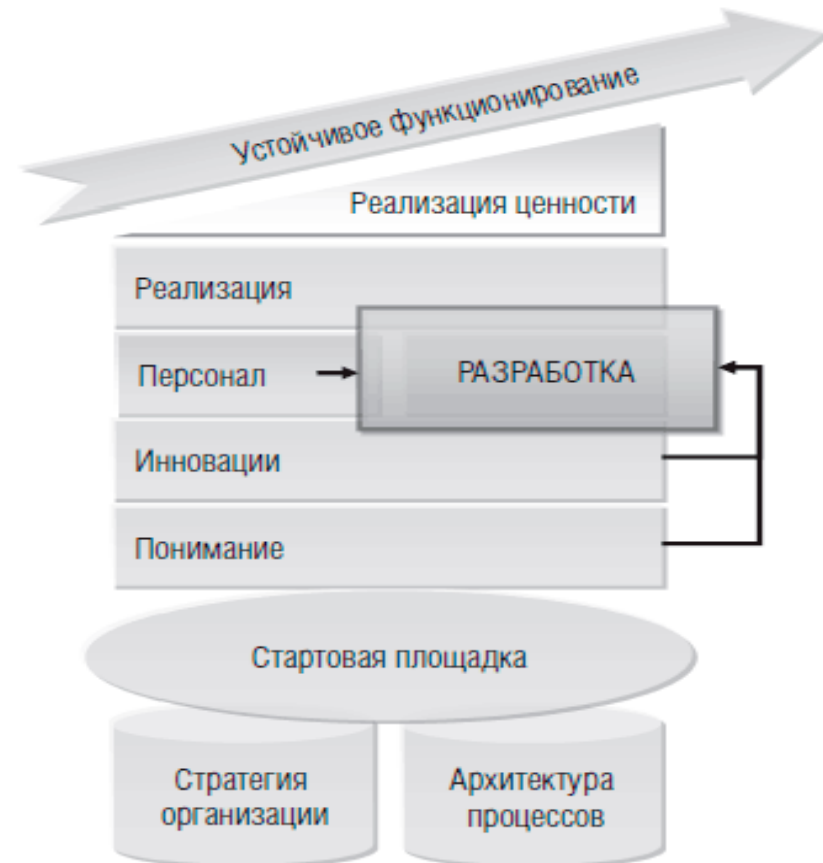 Устойчивое функционирование
Реализация ценности
Реализация
Персонал
РАЗРАБОТКА
Инновации
Понимание
Стартовая площадка
Стратегия
организации
Архитектура
процессов